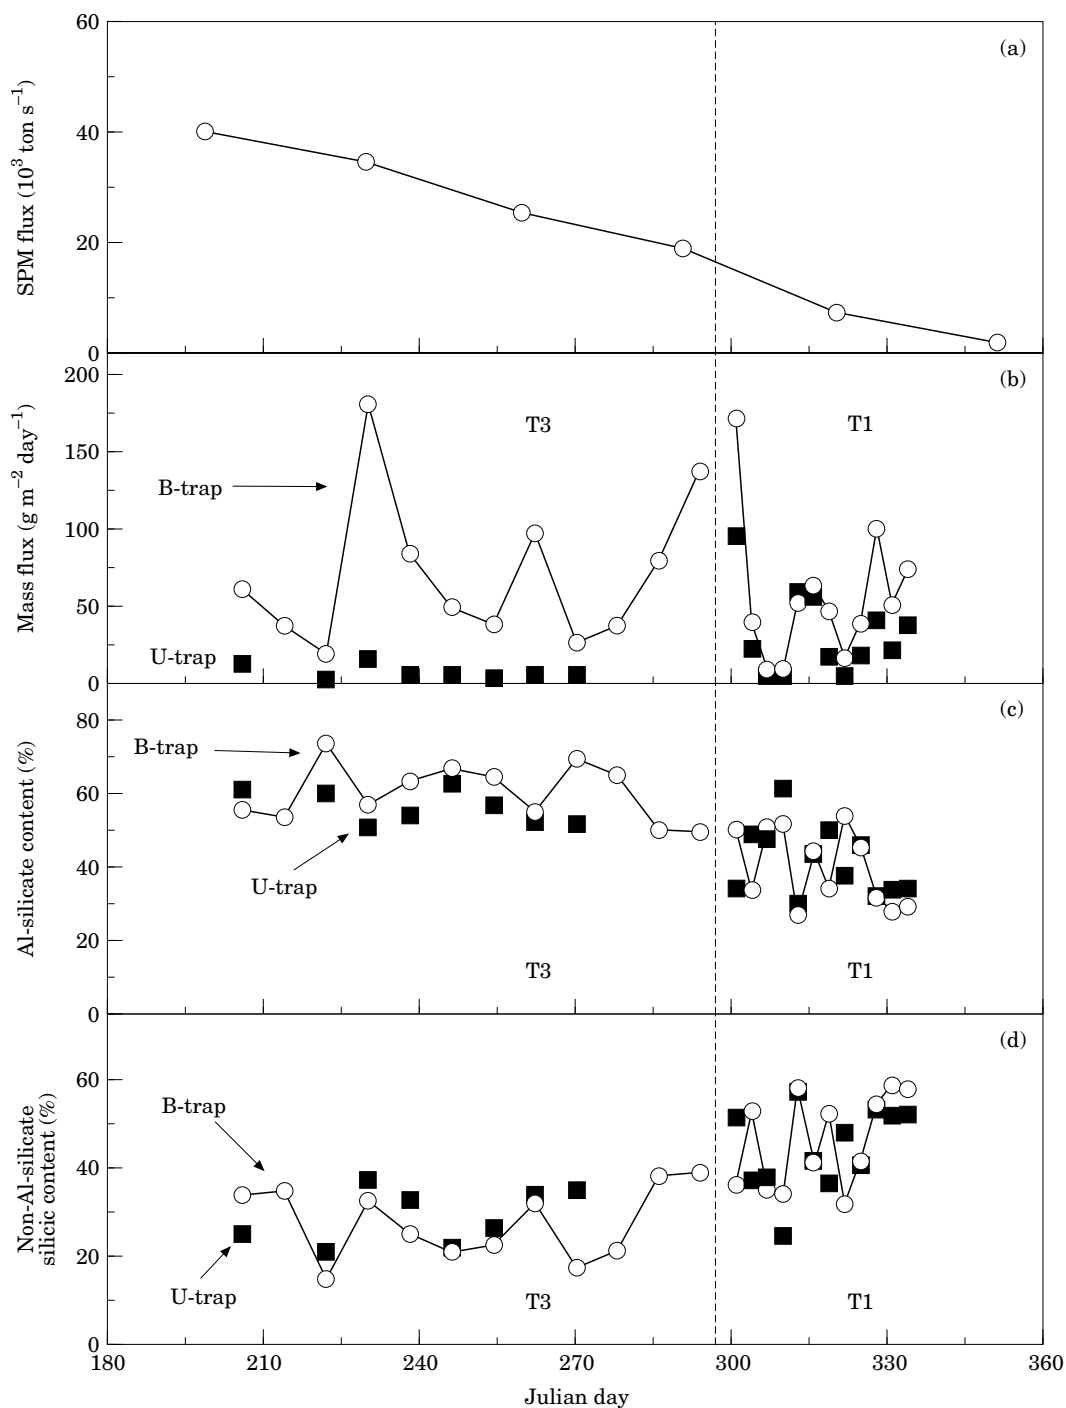 60
40
20
0
SPM flux (10³ ton s⁻¹)
(a)
200
150
100
50
0
Mass flux (g m⁻² day⁻¹)
(b)
T3
T1
B-trap
U-trap
80
60
40
20
0
Al-silicate content (%)
(c)
B-trap
U-trap
T3
T1
60
40
20
0
Non-Al-silicate
silicic content (%)
(d)
B-trap
U-trap
T3
T1
180 210 240 270 300 330 360
Julian day